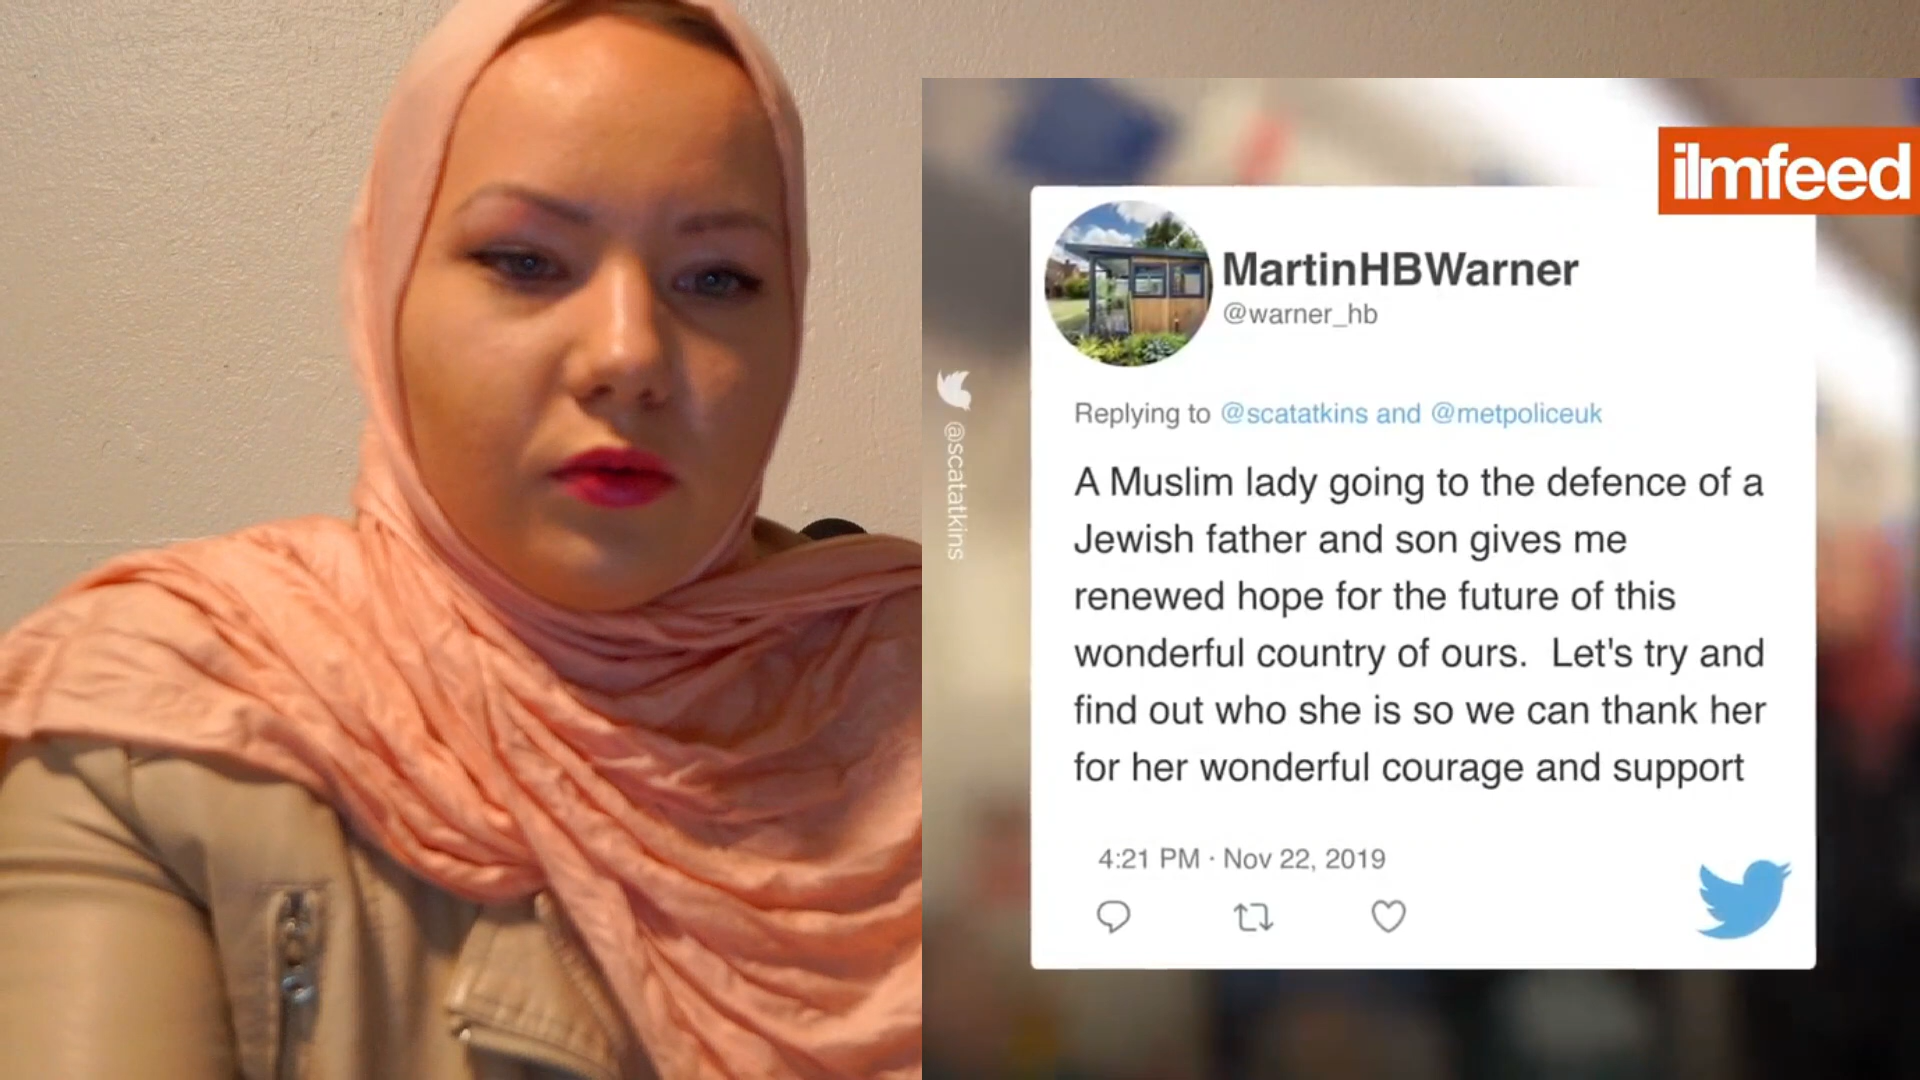 ilmfeed
MartinHBWarner
@warner_hb
@scatatkins
Replying to @scatatkins and @metpoliceuk
A Muslim lady going to the defence of a
Jewish father and son gives me
renewed hope for the future of this
wonderful country of ours.  Let's try and
find out who she is so we can thank her
for her wonderful courage and support
4:21 PM · Nov 22, 2019